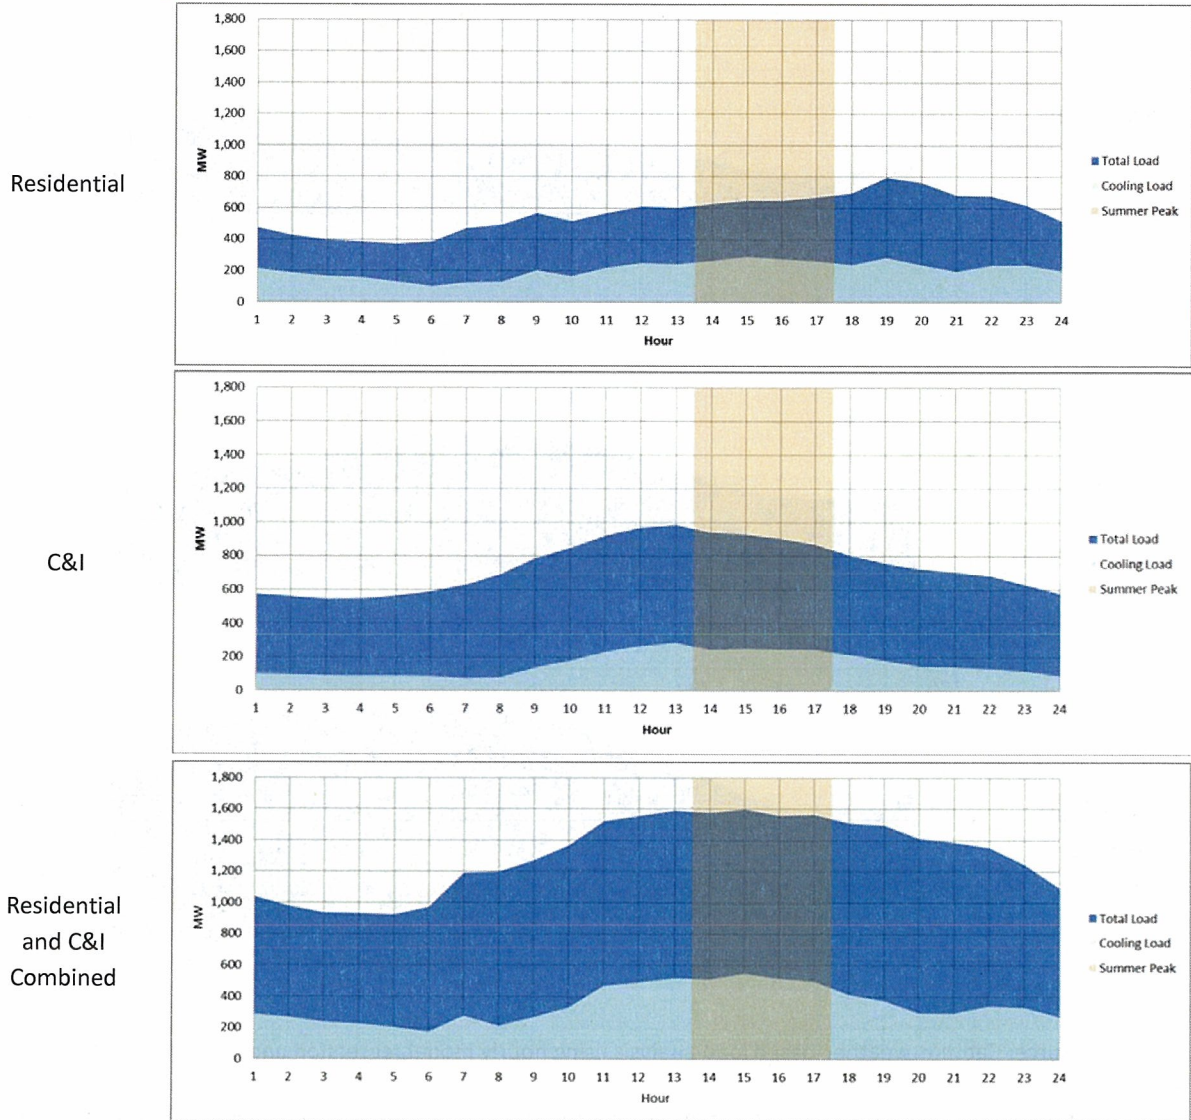 Residential
1,800
1,600
1,400
1,200
1,000
800
600
400
200
0
MW
1 2 3 4 5 6 7 8 9 10 11 12 13 14 15 16 17 18 19 20 21 22 23 24
Hour
Total Load
Cooling Load
Summer Peak
C&I
1,800
1,600
1,400
1,200
1,000
800
600
400
200
0
MW
1 2 3 4 5 6 7 8 9 10 11 12 13 14 15 16 17 18 19 20 21 22 23 24
Hour
Total Load
Cooling Load
Summer Peak
Residential
and C&I
Combined
1,800
1,600
1,400
1,200
1,000
800
600
400
200
0
MW
1 2 3 4 5 6 7 8 9 10 11 12 13 14 15 16 17 18 19 20 21 22 23 24
Hour
Total Load
Cooling Load
Summer Peak